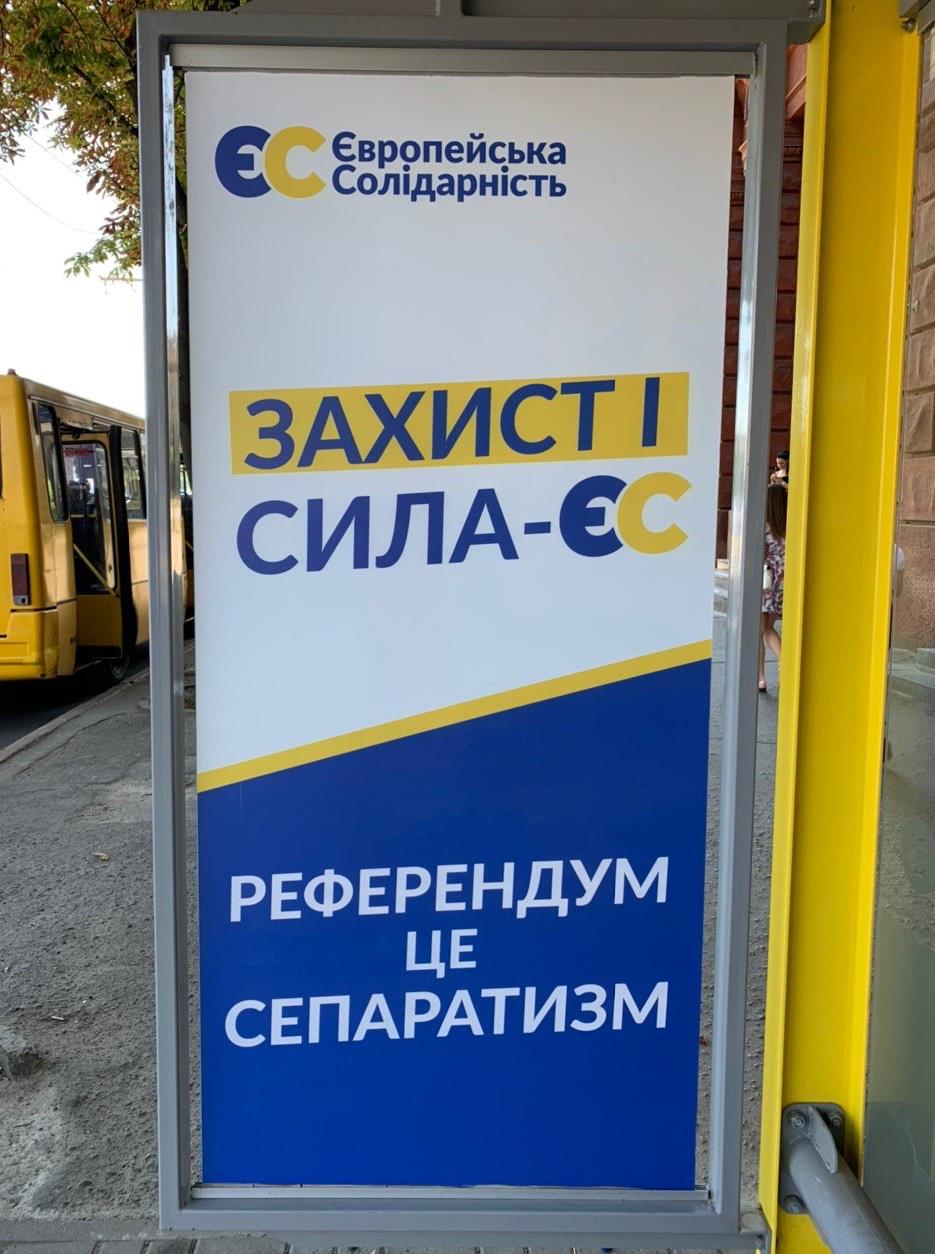 ЄС Європейська
Солідарність
ЗАХИСТ І
СИЛА-ЄС
РЕФЕРЕНДУМ
ЦЕ
СЕПАРАТИЗМ